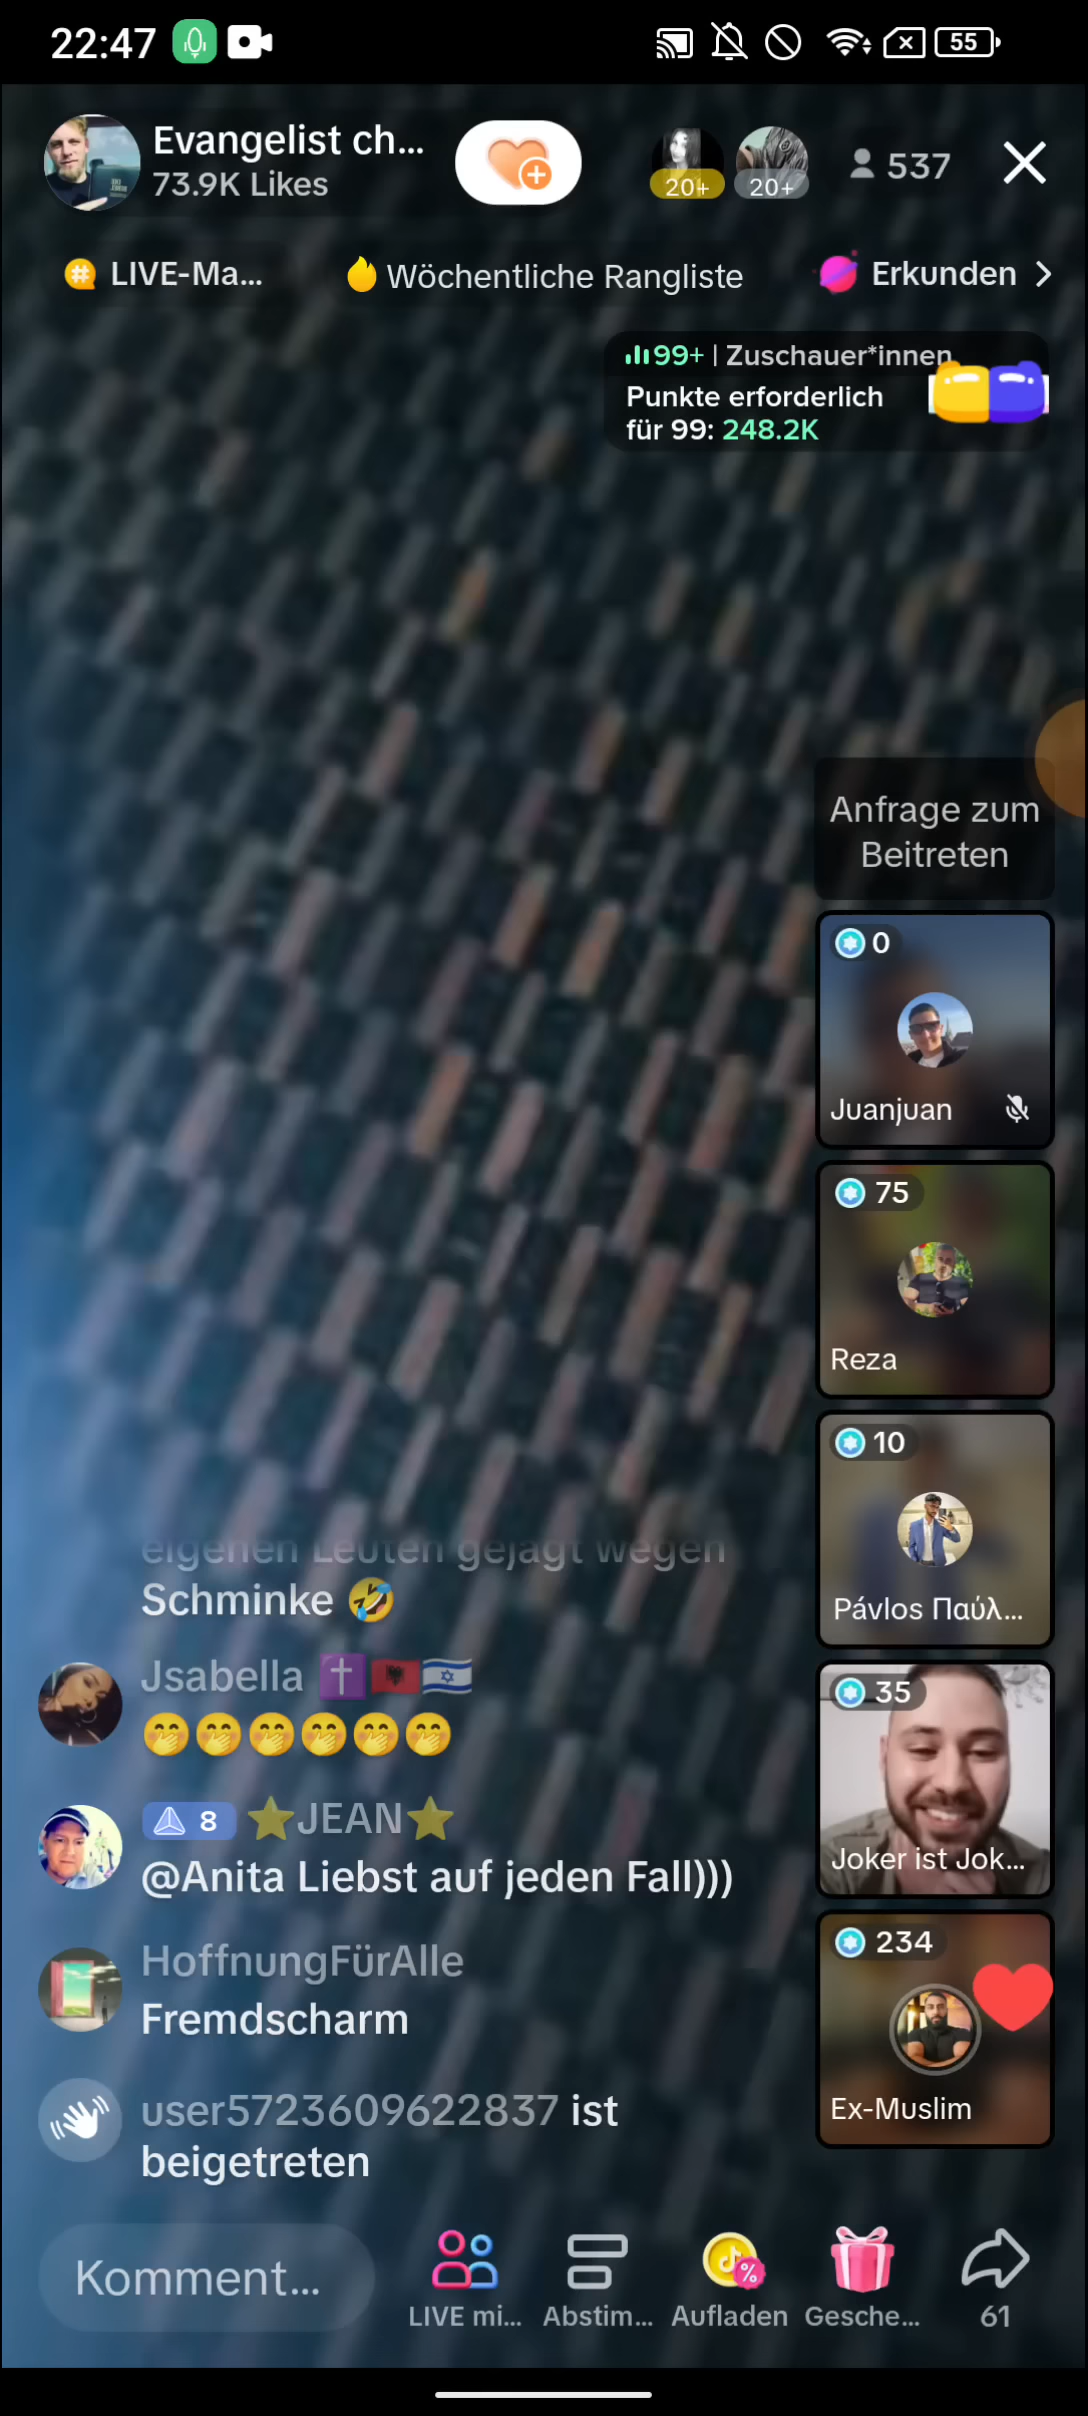 22:47
55
Evangelist ch...
73.9K Likes
20+
20+
537
LIVE-Ma...
Wöchentliche Rangliste
Erkunden
99+ | Zuschauer*innen
Punkte erforderlich
für 99: 248.2K
Anfrage zum
Beitreten
0
Juanjuan
75
Reza
10
Pávlos Παύλ...
35
Joker ist Jok...
234
Ex-Muslim
eigenen Leuten gejagt wegen
Schminke 🤣
Jsabella ✝️🇦🇱🇮🇱
🤭🤭🤭🤭🤭🤭
8 ⭐JEAN⭐
@Anita Liebst auf jeden Fall)))
HoffnungFürAlle
Fremdscharm
user5723609622837 ist
beigetreten
Komment...
LIVE mi...
Abstim...
Aufladen
Gesche...
61